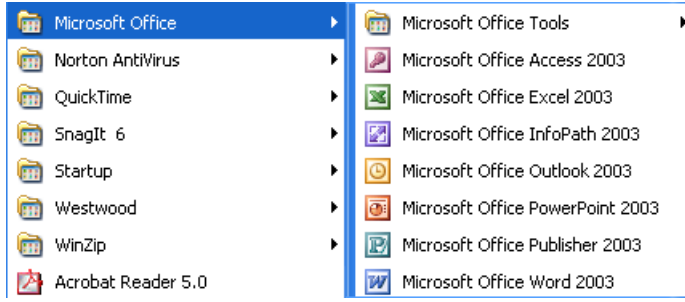 Microsoft Office
Norton AntiVirus
QuickTime
SnagIt 6
Startup
Westwood
WinZip
Acrobat Reader 5.0
Microsoft Office Tools
Microsoft Office Access 2003
Microsoft Office Excel 2003
Microsoft Office InfoPath 2003
Microsoft Office Outlook 2003
Microsoft Office PowerPoint 2003
Microsoft Office Publisher 2003
Microsoft Office Word 2003